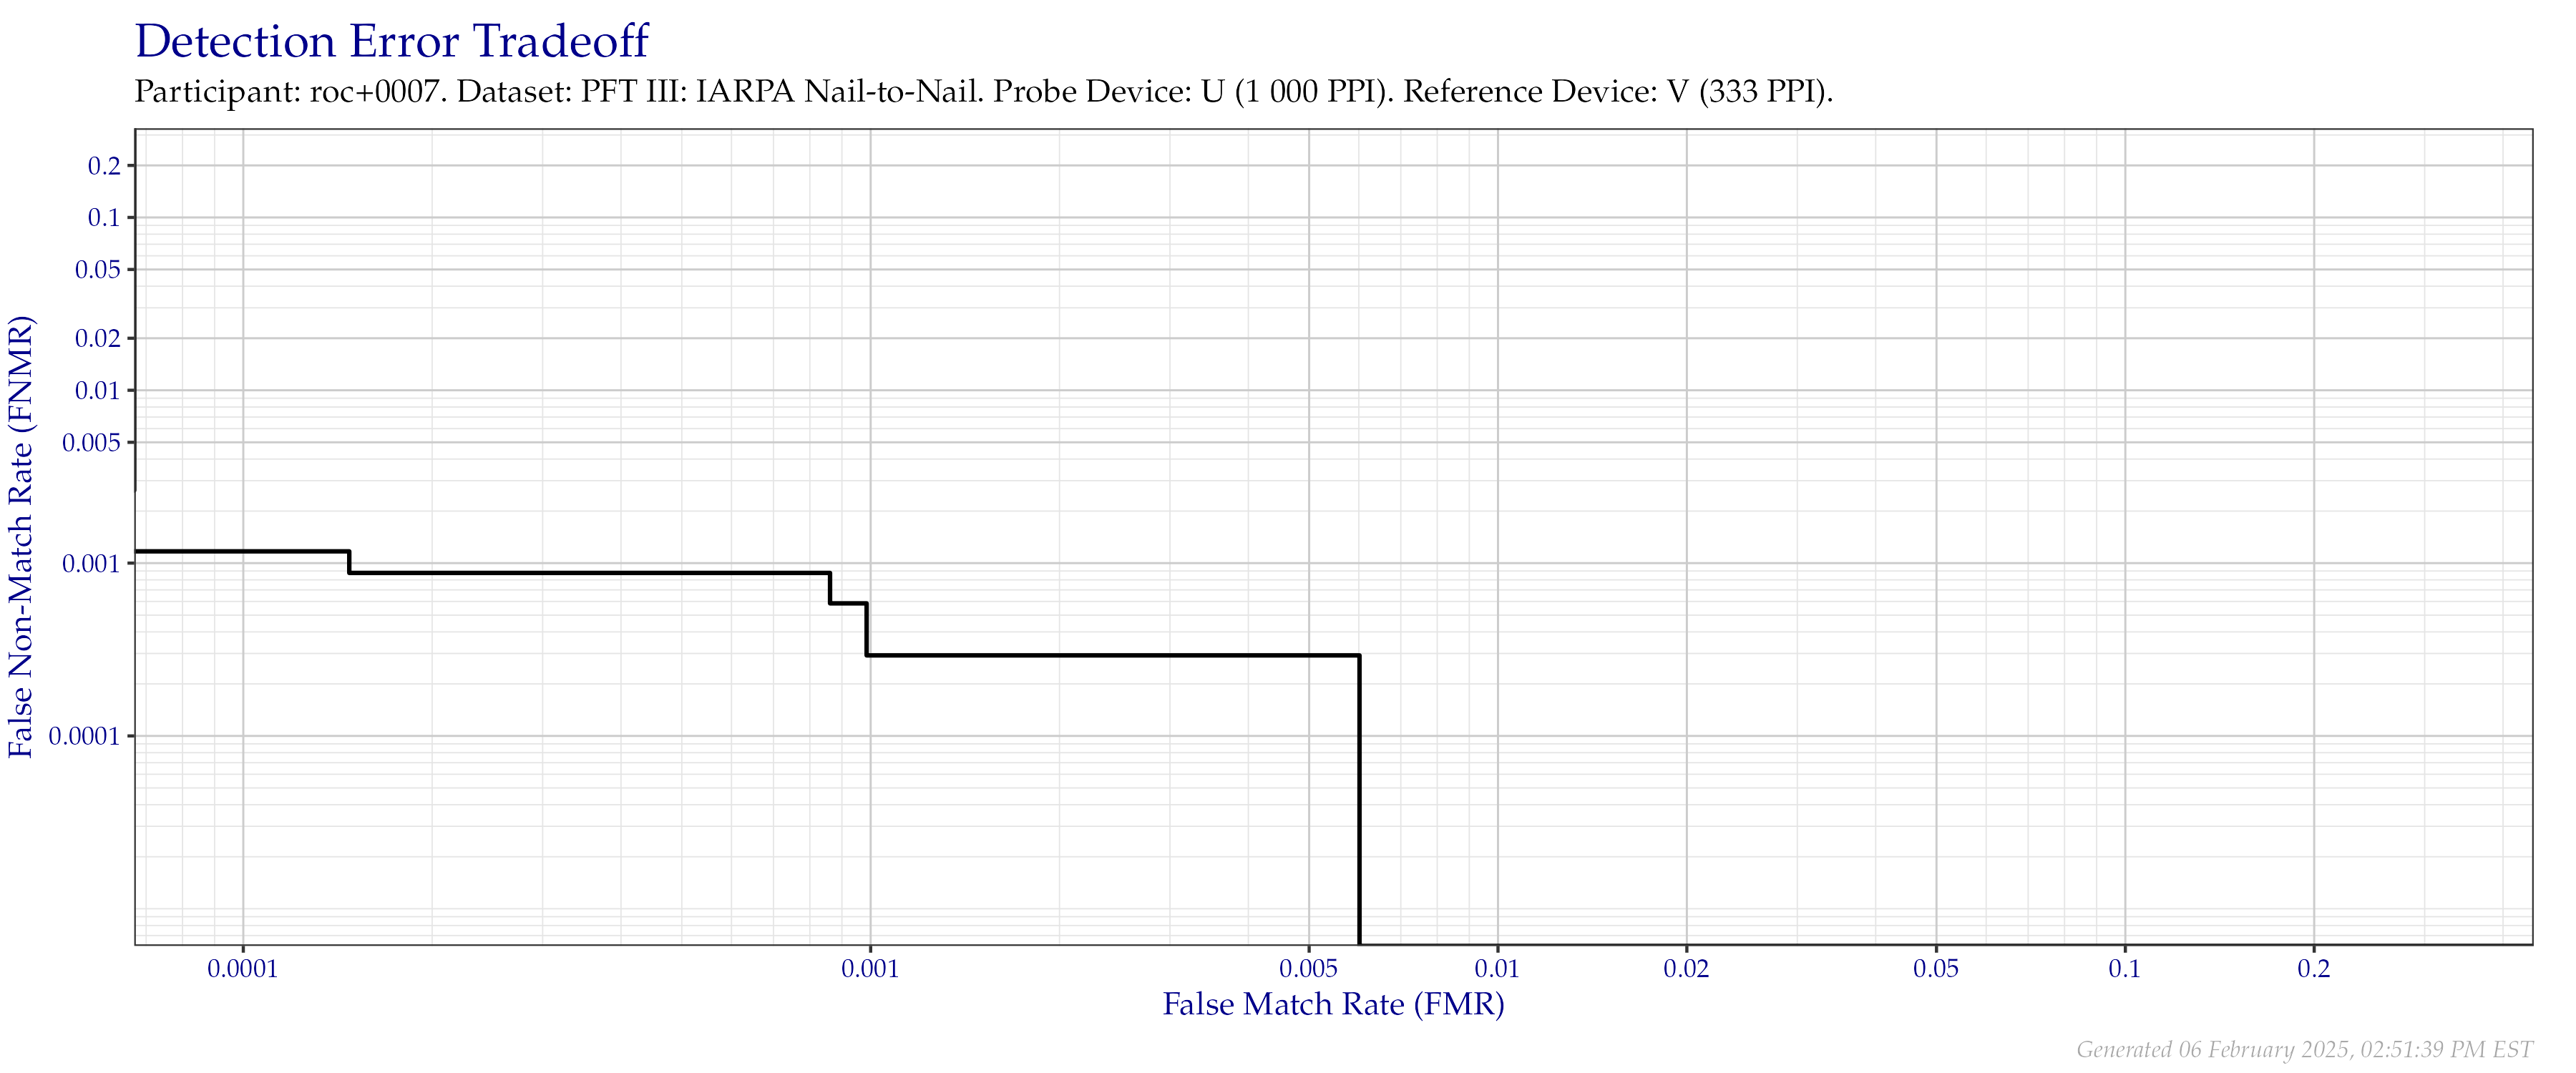 Detection Error Tradeoff
Participant: roc+0007. Dataset: PFT III: IARPA Nail-to-Nail. Probe Device: U (1 000 PPI). Reference Device: V (333 PPI).
False Non-Match Rate (FNMR)
0.2
0.1
0.05
0.02
0.01
0.005
0.001
0.0001
0.0001 0.001 0.005 0.01 0.02 0.05 0.1 0.2
False Match Rate (FMR)
Generated 06 February 2025, 02:51:39 PM EST